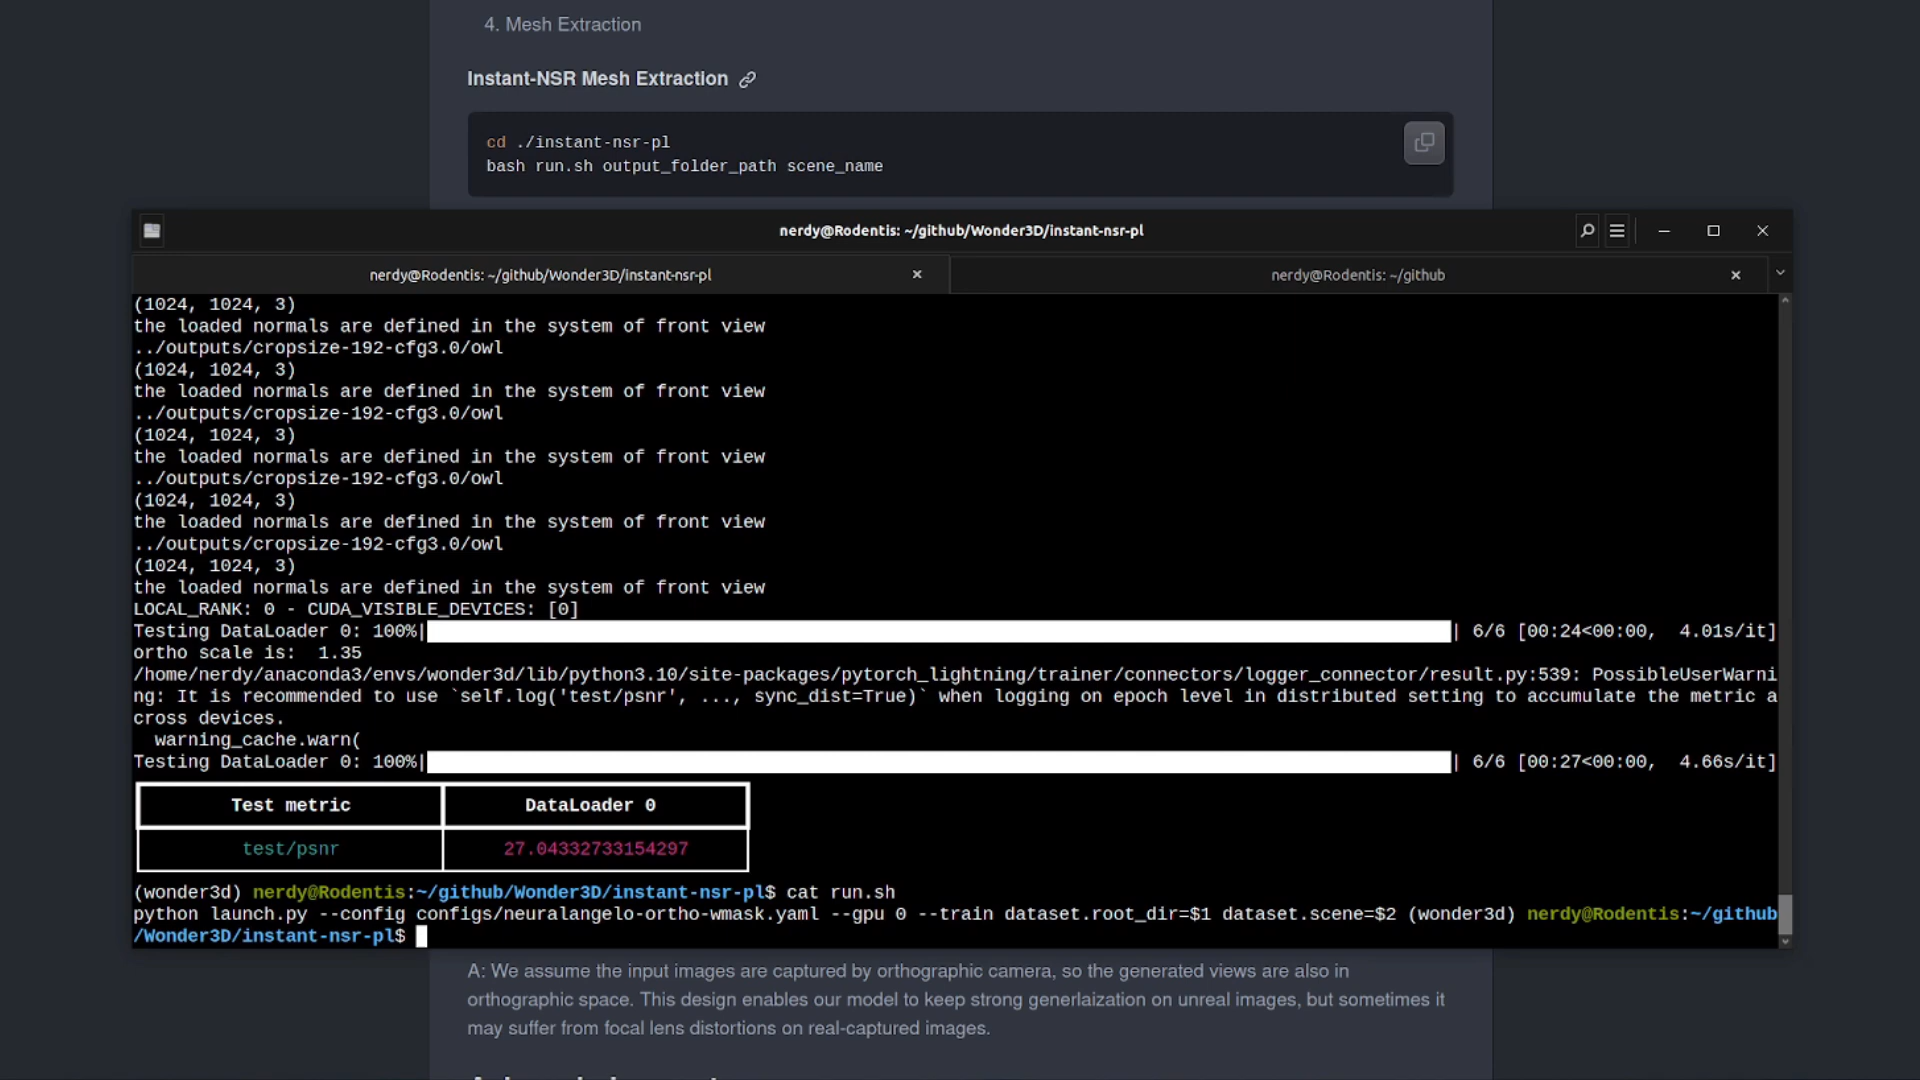 4. Mesh Extraction
Instant-NSR Mesh Extraction
cd ./instant-nsr-pl
bash run.sh output_folder_path scene_name
nerdy@Rodentis: ~/github/Wonder3D/instant-nsr-pl
nerdy@Rodentis: ~/github/Wonder3D/instant-nsr-pl
nerdy@Rodentis: ~/github
(1024, 1024, 3)
the loaded normals are defined in the system of front view
../outputs/cropsize-192-cfg3.0/owl
(1024, 1024, 3)
the loaded normals are defined in the system of front view
../outputs/cropsize-192-cfg3.0/owl
(1024, 1024, 3)
the loaded normals are defined in the system of front view
../outputs/cropsize-192-cfg3.0/owl
(1024, 1024, 3)
the loaded normals are defined in the system of front view
../outputs/cropsize-192-cfg3.0/owl
(1024, 1024, 3)
the loaded normals are defined in the system of front view
LOCAL_RANK: 0 - CUDA_VISIBLE_DEVICES: [0]
Testing DataLoader 0: 100%| | 6/6 [00:24<00:00, 4.01s/it]
ortho scale is: 1.35
/home/nerdy/anaconda3/envs/wonder3d/lib/python3.10/site-packages/pytorch_lightning/trainer/connectors/logger_connector/result.py:539: PossibleUserWarni
ng: It is recommended to use `self.log('test/psnr', ..., sync_dist=True)` when logging on epoch level in distributed setting to accumulate the metric a
cross devices.
warning_cache.warn(
Testing DataLoader 0: 100%| | 6/6 [00:27<00:00, 4.66s/it]
Test metric DataLoader 0
test/psnr 27.04332733154297
(wonder3d) nerdy@Rodentis:~/github/Wonder3D/instant-nsr-pl$ cat run.sh
python launch.py --config configs/neuralangelo-ortho-wmask.yaml --gpu 0 --train dataset.root_dir=$1 dataset.scene=$2 (wonder3d) nerdy@Rodentis:~/github
/Wonder3D/instant-nsr-pl$
A: We assume the input images are captured by orthographic camera, so the generated views are also in
orthographic space. This design enables our model to keep strong generlaization on unreal images, but sometimes it
may suffer from focal lens distortions on real-captured images.